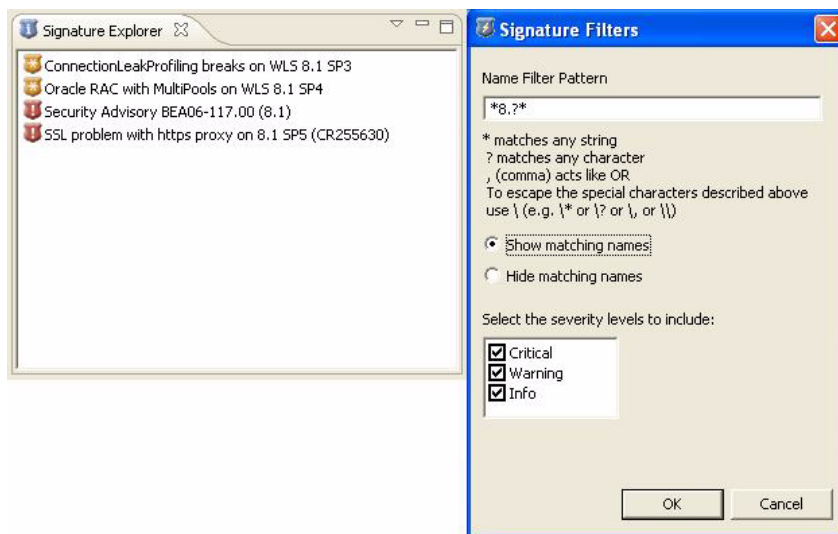 Signature Explorer
ConnectionLeakProfiling breaks on WLS 8.1 SP3
Oracle RAC with MultiPools on WLS 8.1 SP4
Security Advisory BEA06-117.00 (8.1)
SSL problem with https proxy on 8.1 SP5 (CR255630)
Signature Filters
Name Filter Pattern
*8.?*
* matches any string
? matches any character
, (comma) acts like OR
To escape the special characters described above
use \ (e.g. \* or \? or \, or \\)
Show matching names
Hide matching names
Select the severity levels to include:
Critical
Warning
Info
OK
Cancel